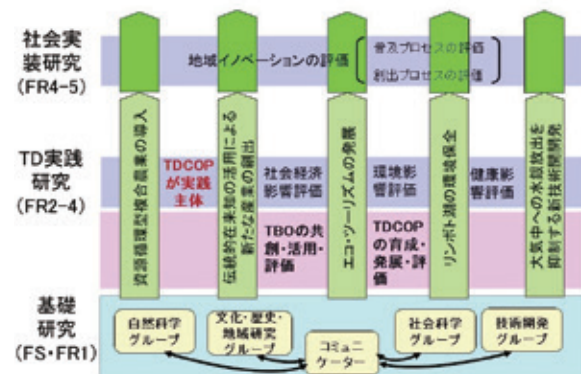 社会実
装研究
(FR4-5)
地域イノベーションの評価
普及プロセスの評価
創出プロセスの評価
TD実践
研究
(FR2-4)
資源循環型複合農業の導入
TDCOP
が実践
主体
伝統的在来知の活用による
新たな産業の創出
社会経済
影響評価
TBOの共
創・活用・
評価
エコ・ツーリズムの発展
環境影
響評価
TDCOP
の育成・
発展・評
価
リンボト湖の環境保全
健康影
響評価
大気中への水銀放出を
抑制する新技術開発
基礎
研究
(FS・FR1)
自然科学
グループ
文化・歴史・
地域研究
グループ
コミュニ
ケーター
社会科学
グループ
技術開発
グループ